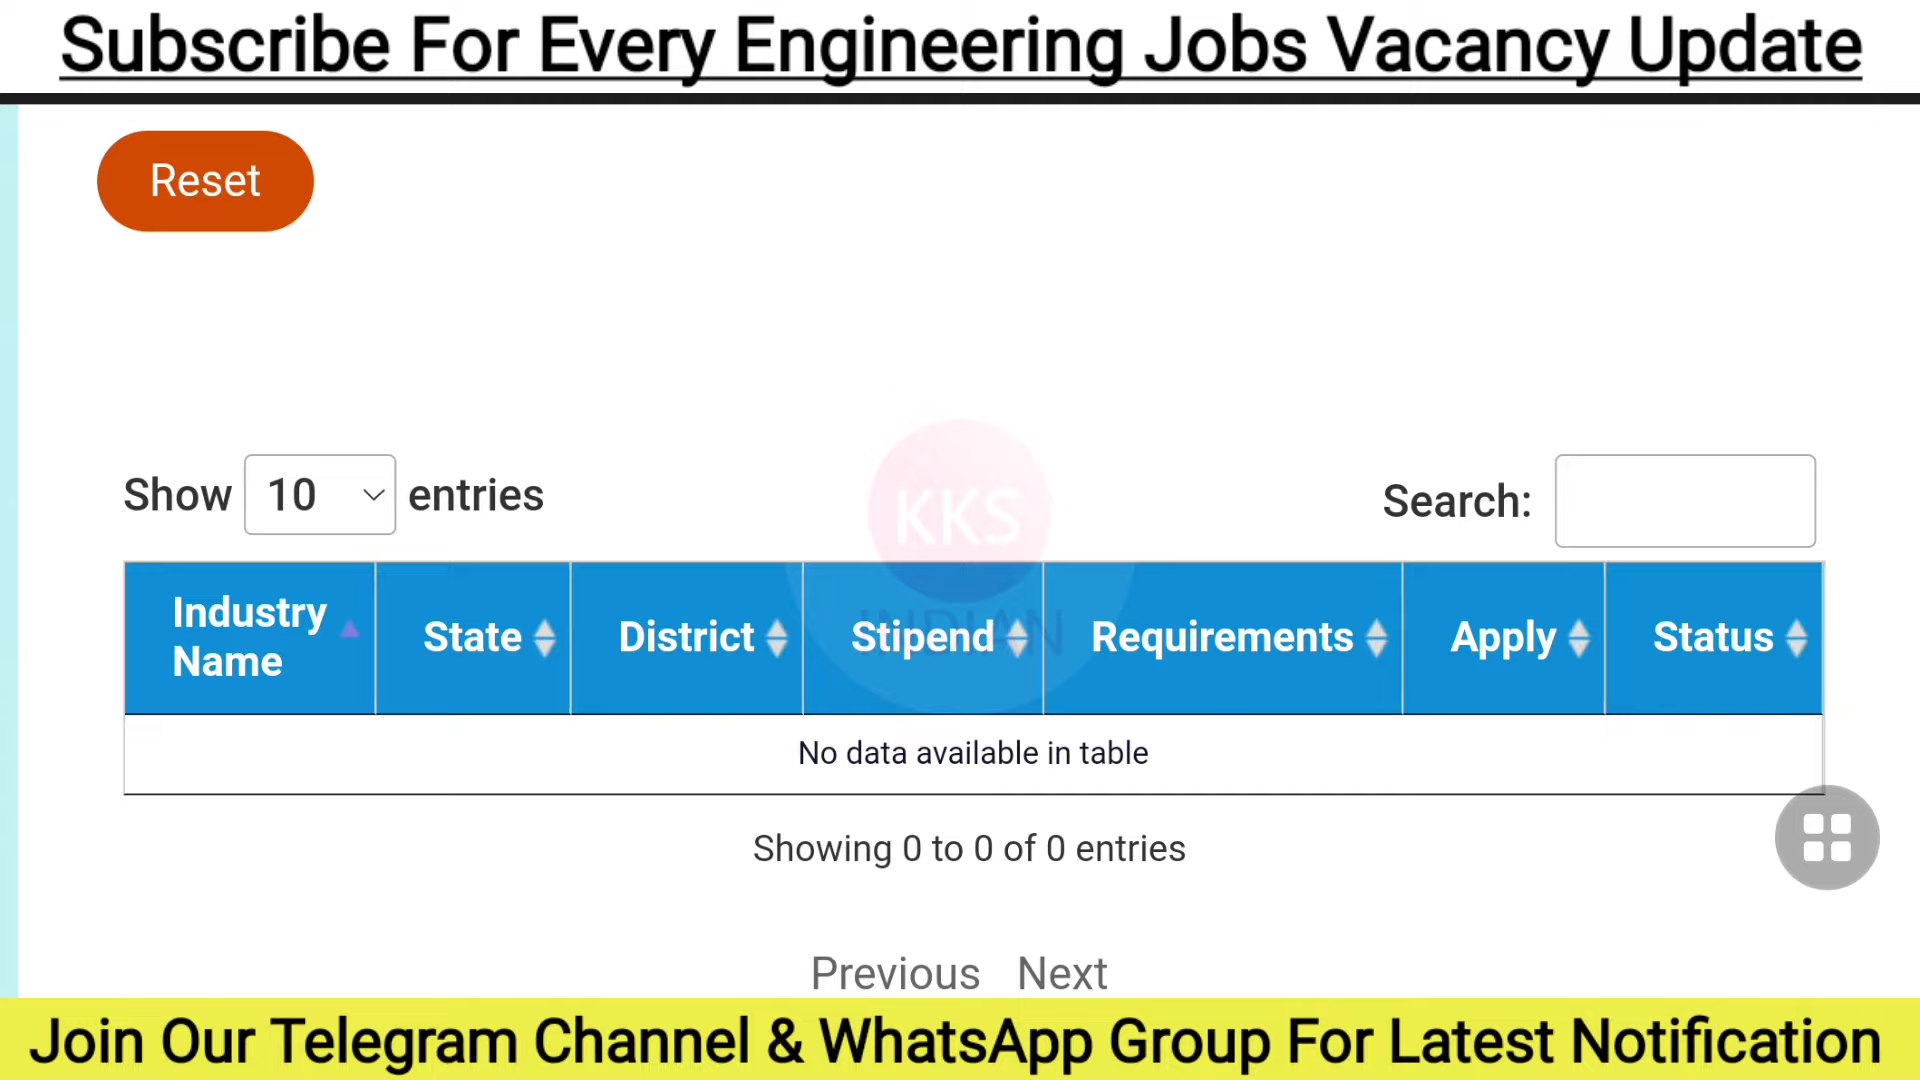 Subscribe For Every Engineering Jobs Vacancy Update
Reset
Show 10 entries
Search:
KKS
INDIAN
Industry Name
State
District
Stipend
Requirements
Apply
Status
No data available in table
Showing 0 to 0 of 0 entries
Previous Next
Join Our Telegram Channel & WhatsApp Group For Latest Notification